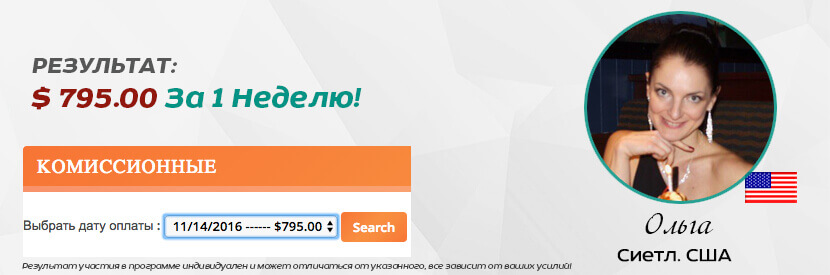 РЕЗУЛЬТАТ:
$ 795.00 За 1 Неделю!
КОМИССИОННЫЕ
Выбрать дату оплаты : 11/14/2016 ------ $795.00 Search
Ольга
Сиетл. США
Результат участия в программе индивидуален и может отличаться от указанного, все зависит от ваших усилий!